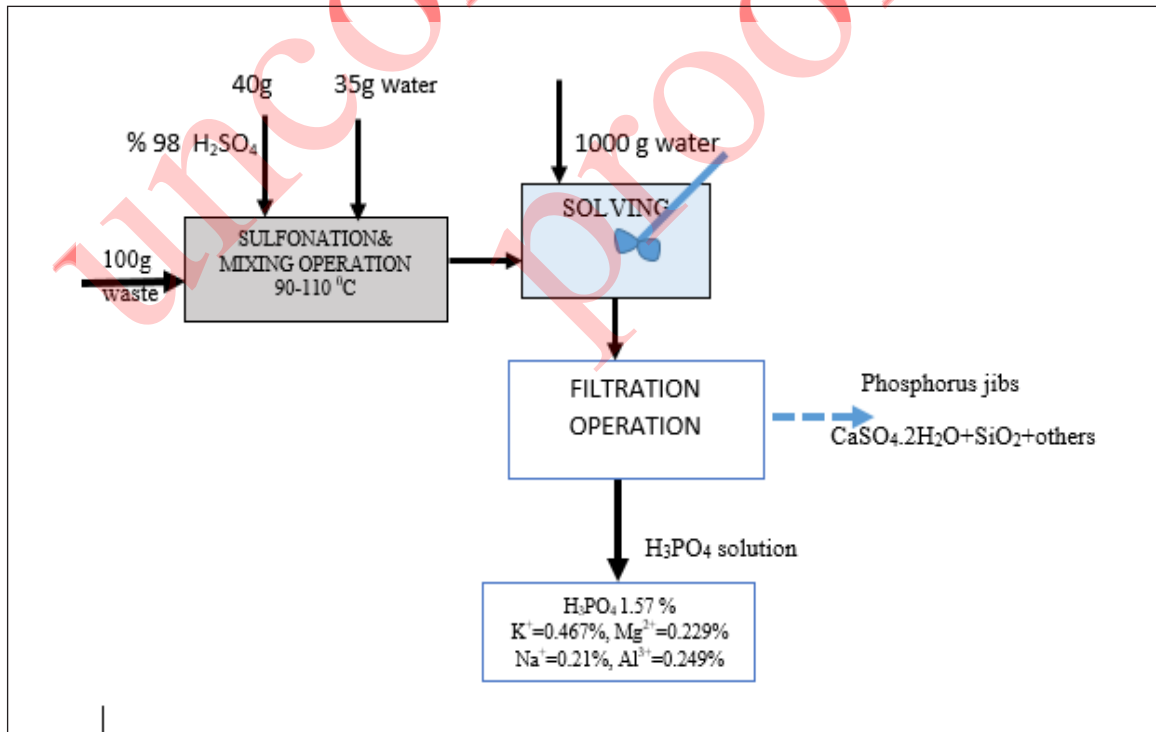 40g
35g water
% 98 H₂SO₄
1000 g water
100g
waste
SULFONATION&
MIXING OPERATION
90-110 ⁰C
SOLVING
FILTRATION
OPERATION
Phosphorus jibs
CaSO₄.2H₂O+SiO₂+others
H₃PO₄ solution
H₃PO₄ 1.57 %
K⁺=0.467%, Mg²⁺=0.229%
Na⁺=0.21%, Al³⁺=0.249%
unco
proo